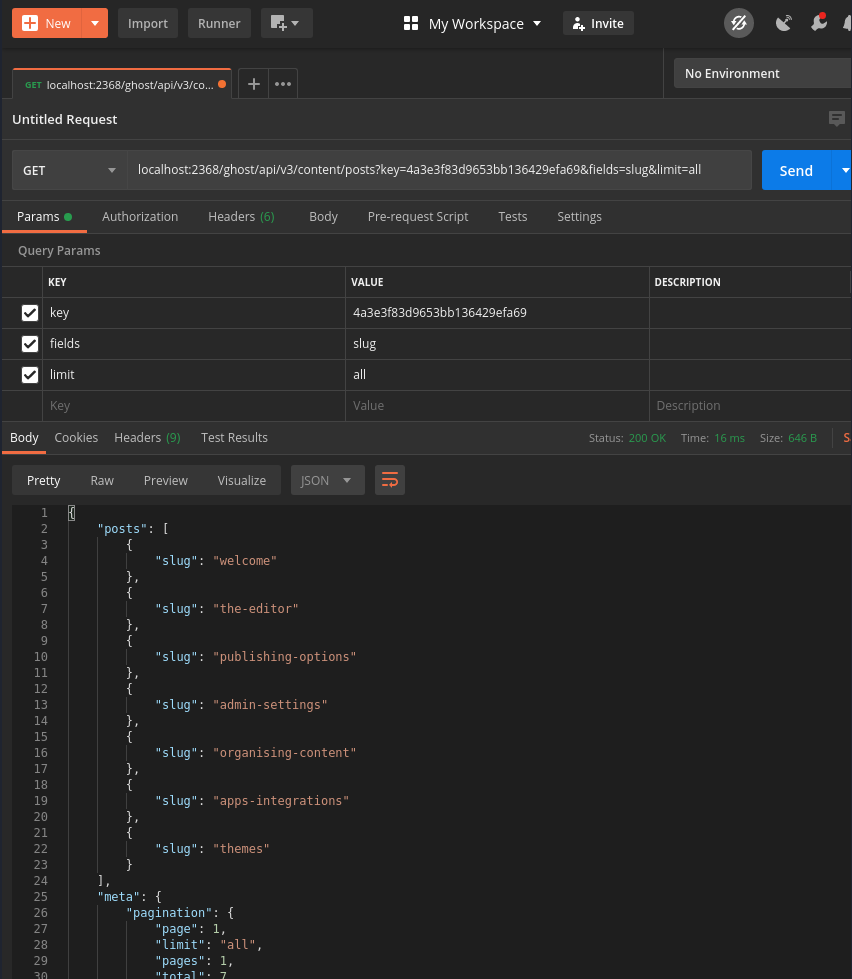 New Import Runner My Workspace Invite
GET localhost:2368/ghost/api/v3/co... No Environment
Untitled Request
GET localhost:2368/ghost/api/v3/content/posts?key=4a3e3f83d9653bb136429efa69&fields=slug&limit=all Send
Params Authorization Headers (6) Body Pre-request Script Tests Settings
Query Params
KEY VALUE DESCRIPTION
key 4a3e3f83d9653bb136429efa69
fields slug
limit all
Key Value Description
Body Cookies Headers (9) Test Results Status: 200 OK Time: 16 ms Size: 646 B
Pretty Raw Preview Visualize JSON
1 {
2 "posts": [
3 {
4 "slug": "welcome"
5 },
6 {
7 "slug": "the-editor"
8 },
9 {
10 "slug": "publishing-options"
11 },
12 {
13 "slug": "admin-settings"
14 },
15 {
16 "slug": "organising-content"
17 },
18 {
19 "slug": "apps-integrations"
20 },
21 {
22 "slug": "themes"
23 }
24 ],
25 "meta": {
26 "pagination": {
27 "page": 1,
28 "limit": "all",
29 "pages": 1,
30 "total": 7